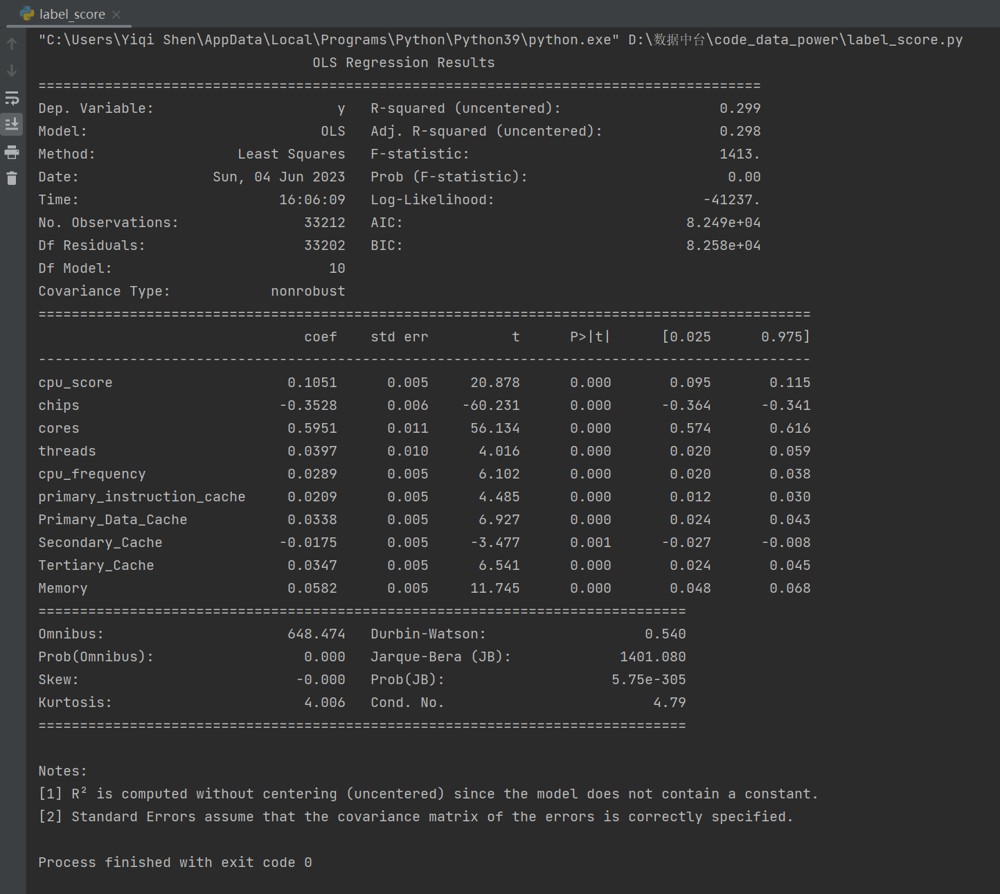 label_score
"C:\Users\Yiqi Shen\AppData\Local\Programs\Python\Python39\python.exe" D:\数据中台\code_data_power\label_score.py
OLS Regression Results
=======================================================================================
Dep. Variable: y R-squared (uncentered): 0.299
Model: OLS Adj. R-squared (uncentered): 0.298
Method: Least Squares F-statistic: 1413.
Date: Sun, 04 Jun 2023 Prob (F-statistic): 0.00
Time: 16:06:09 Log-Likelihood: -41237.
No. Observations: 33212 AIC: 8.249e+04
Df Residuals: 33202 BIC: 8.258e+04
Df Model: 10
Covariance Type: nonrobust
=============================================================================================
coef std err t P>|t| [0.025 0.975]
---------------------------------------------------------------------------------------------
cpu_score 0.1051 0.005 20.878 0.000 0.095 0.115
chips -0.3528 0.006 -60.231 0.000 -0.364 -0.341
cores 0.5951 0.011 56.134 0.000 0.574 0.616
threads 0.0397 0.010 4.016 0.000 0.020 0.059
cpu_frequency 0.0289 0.005 6.102 0.000 0.020 0.038
primary_instruction_cache 0.0209 0.005 4.485 0.000 0.012 0.030
Primary_Data_Cache 0.0338 0.005 6.927 0.000 0.024 0.043
Secondary_Cache -0.0175 0.005 -3.477 0.001 -0.027 -0.008
Tertiary_Cache 0.0347 0.005 6.541 0.000 0.024 0.045
Memory 0.0582 0.005 11.745 0.000 0.048 0.068
==============================================================================
Omnibus: 648.474 Durbin-Watson: 0.540
Prob(Omnibus): 0.000 Jarque-Bera (JB): 1401.080
Skew: -0.000 Prob(JB): 5.75e-305
Kurtosis: 4.006 Cond. No. 4.79
==============================================================================
Notes:
[1] R² is computed without centering (uncentered) since the model does not contain a constant.
[2] Standard Errors assume that the covariance matrix of the errors is correctly specified.
Process finished with exit code 0